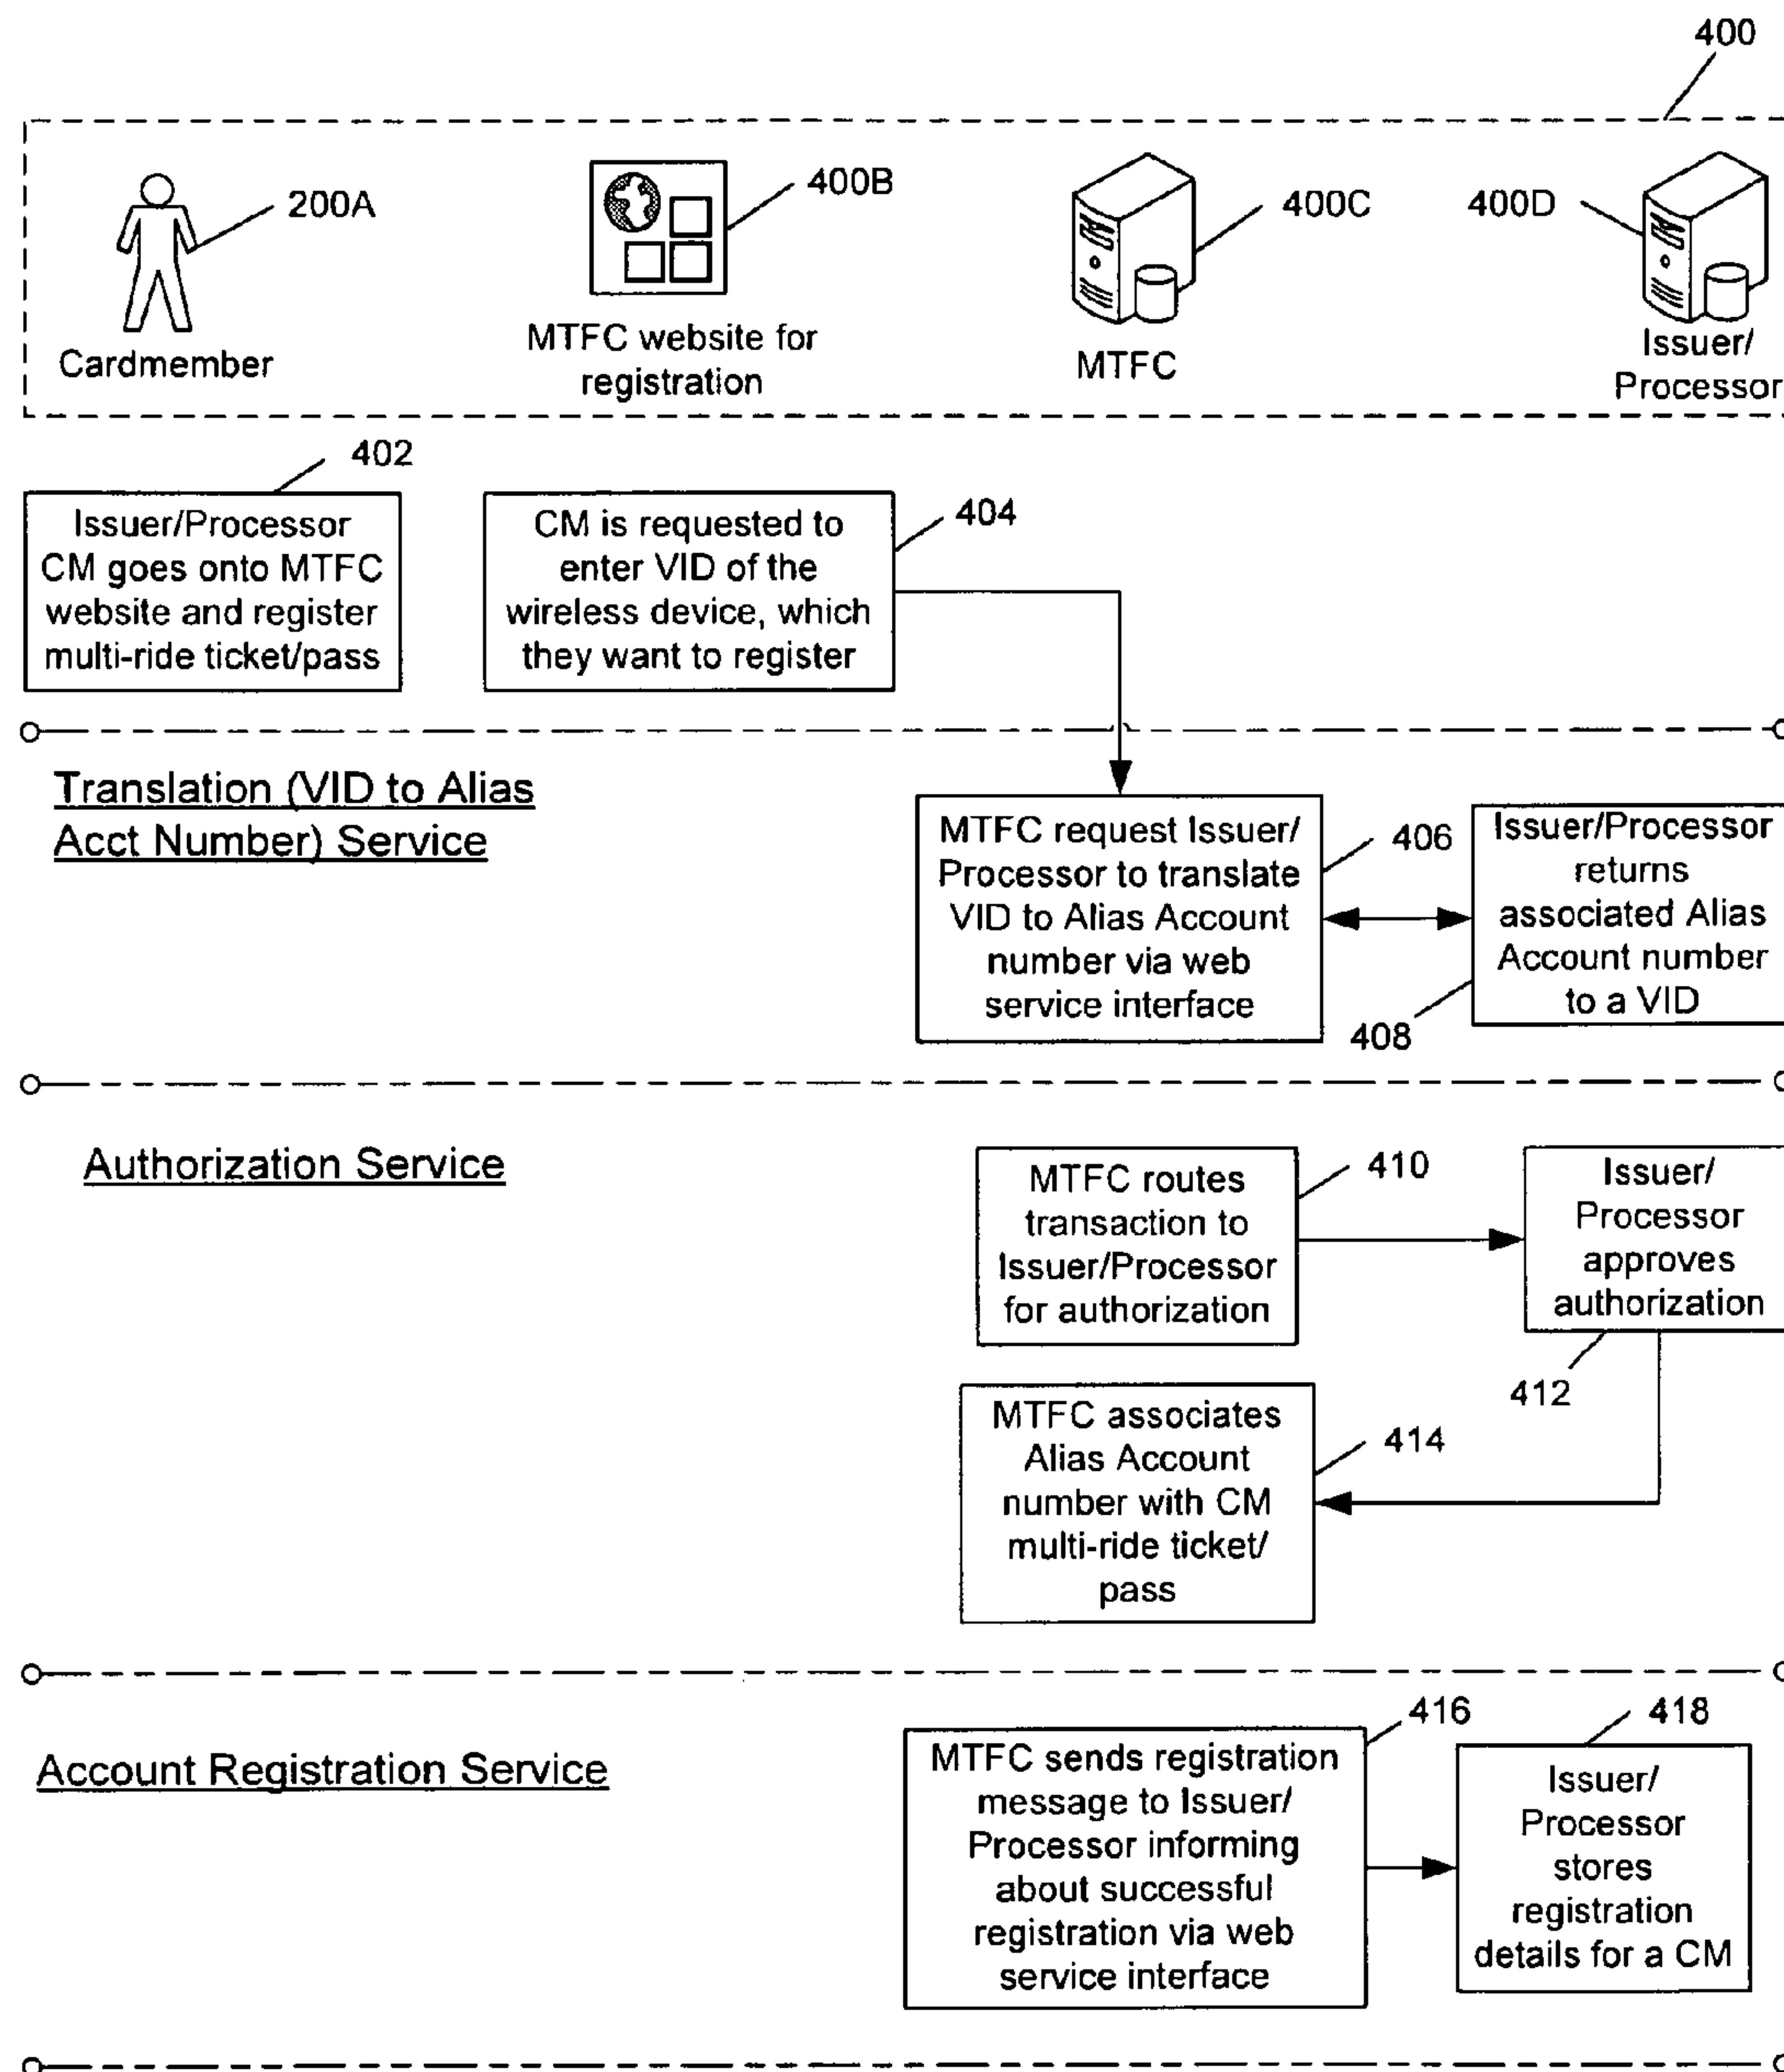 400
200A
400B
400C
400D
Cardmember
MTFC website for
registration
MTFC
Issuer/
Processor
402
Issuer/Processor
CM goes onto MTFC
website and register
multi-ride ticket/pass
404
CM is requested to
enter VID of the
wireless device, which
they want to register
Translation (VID to Alias
Acct Number) Service
MTFC request Issuer/
Processor to translate
VID to Alias Account
number via web
service interface
406
Issuer/Processor
returns
associated Alias
Account number
to a VID
408
Authorization Service
MTFC routes
transaction to
Issuer/Processor
for authorization
410
Issuer/
Processor
approves
authorization
412
MTFC associates
Alias Account
number with CM
multi-ride ticket/
pass
414
Account Registration Service
MTFC sends registration
message to Issuer/
Processor informing
about successful
registration via web
service interface
416
418
Issuer/
Processor
stores
registration
details for a CM